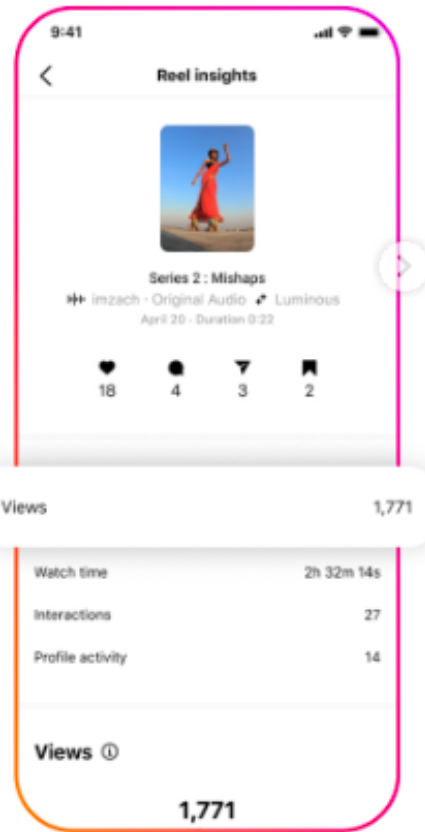 9:41
Reel insights
Series 2 : Mishaps
imzach · Original Audio Luminous
April 20 · Duration 0:22
18 4 3 2
Views 1,771
Watch time 2h 32m 14s
Interactions 27
Profile activity 14
Views
1,771